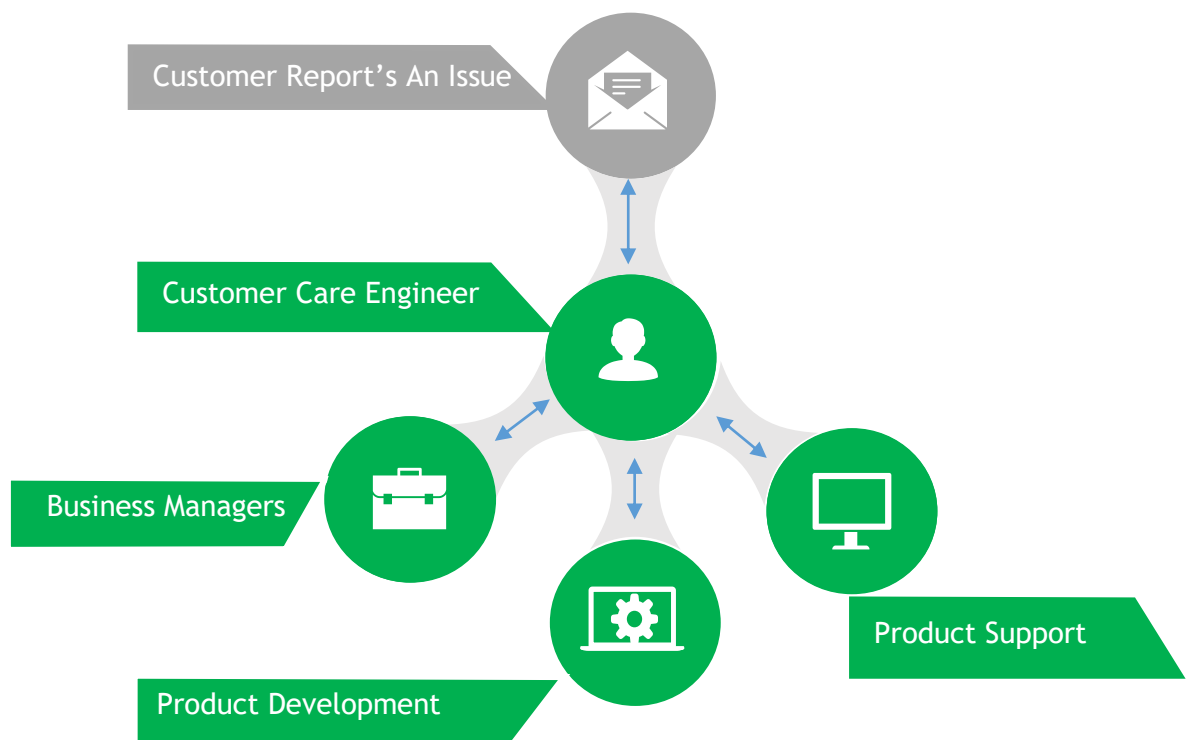 Customer Report’s An Issue
Customer Care Engineer
Business Managers
Product Support
Product Development